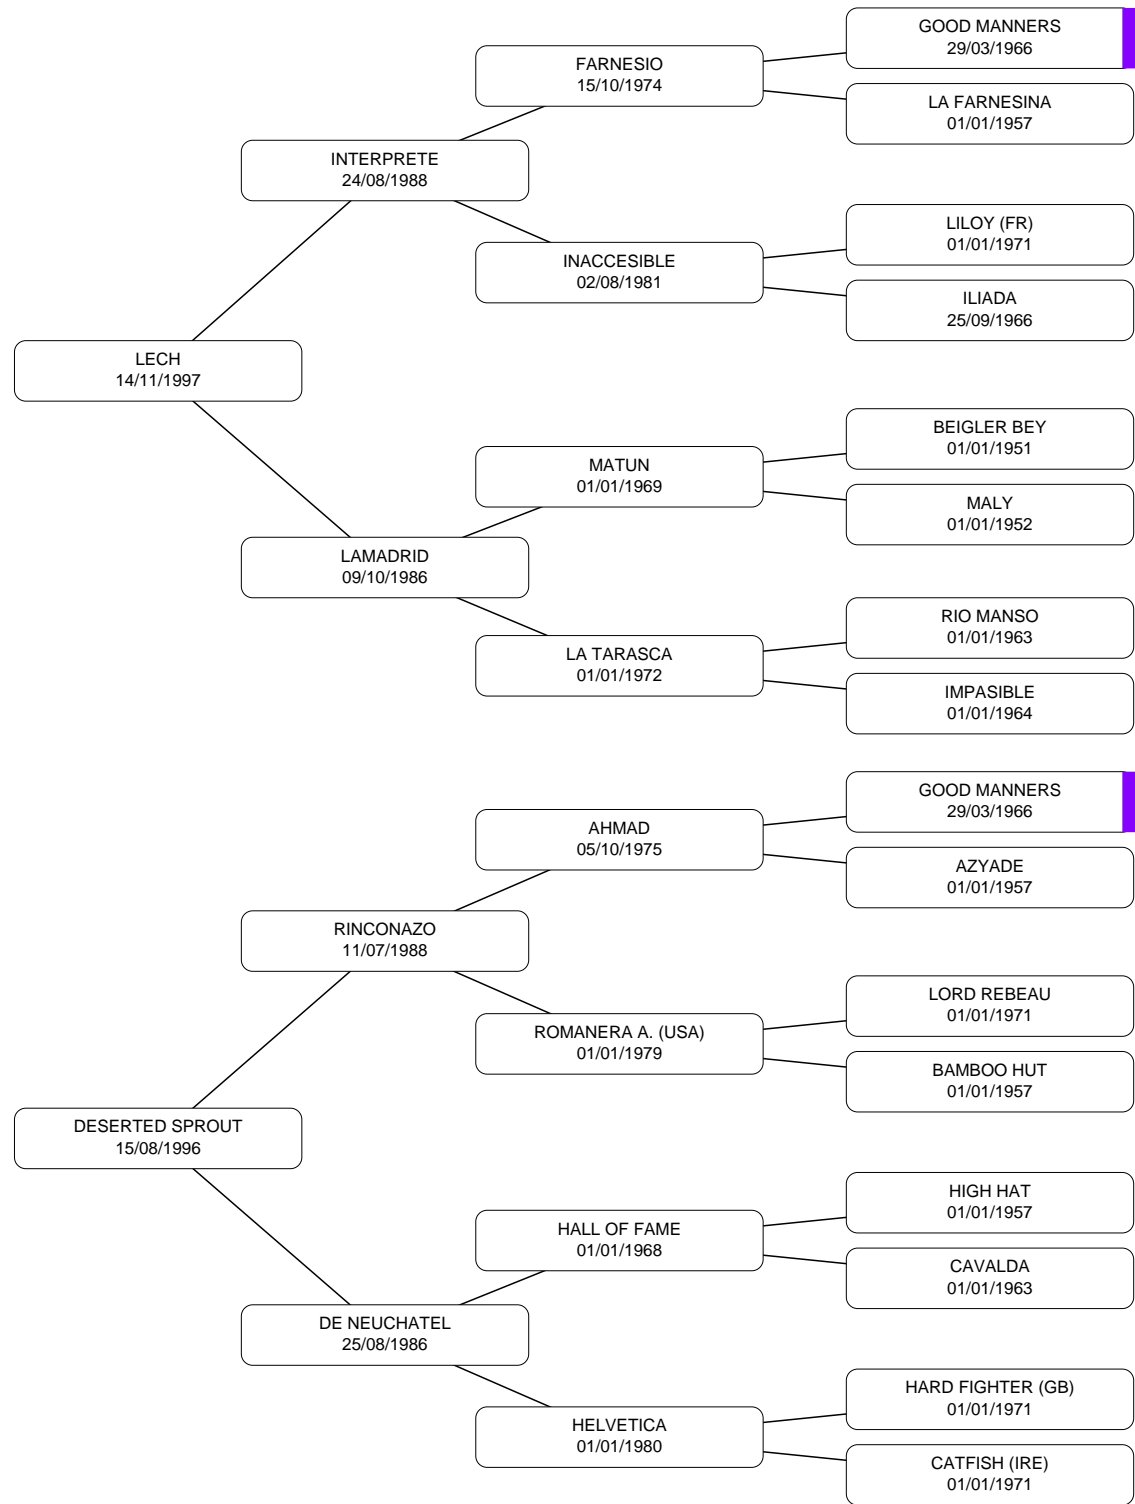 GOOD MANNERS
29/03/1966
FARNESIO
15/10/1974
LA FARNESINA
01/01/1957
INTERPRETE
24/08/1988
LILOY (FR)
01/01/1971
INACCESIBLE
02/08/1981
ILIADA
25/09/1966
LECH
14/11/1997
BEIGLER BEY
01/01/1951
MATUN
01/01/1969
MALY
01/01/1952
LAMADRID
09/10/1986
RIO MANSO
01/01/1963
LA TARASCA
01/01/1972
IMPASIBLE
01/01/1964
GOOD MANNERS
29/03/1966
AHMAD
05/10/1975
AZYADE
01/01/1957
RINCONAZO
11/07/1988
LORD REBEAU
01/01/1971
ROMANERA A. (USA)
01/01/1979
BAMBOO HUT
01/01/1957
DESERTED SPROUT
15/08/1996
HIGH HAT
01/01/1957
HALL OF FAME
01/01/1968
CAVALDA
01/01/1963
DE NEUCHATEL
25/08/1986
HARD FIGHTER (GB)
01/01/1971
HELVETICA
01/01/1980
CATFISH (IRE)
01/01/1971